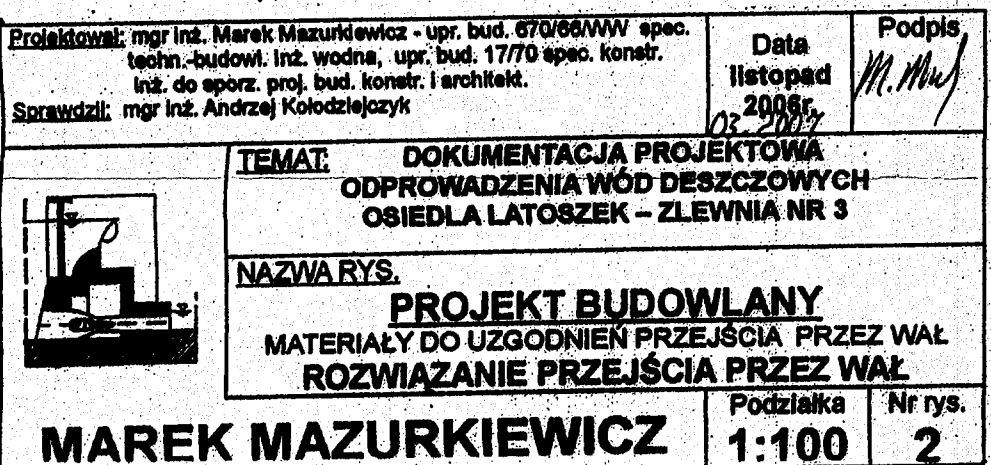 Projektował: mgr inż. Marek Mazurkiewicz - upr. bud. 670/66/WW spec.
techn.-budowl. inż. wodna, upr. bud. 17/70 spec. konstr.
inż. do sporz. proj. bud. konstr. i architekt.
Sprawdził: mgr inż. Andrzej Kołodziejczyk
Data
listopad
2006r.
03.2007
Podpis
TEMAT: DOKUMENTACJA PROJEKTOWA
ODPROWADZENIA WÓD DESZCZOWYCH
OSIEDLA LATOSZEK – ZLEWNIA NR 3
NAZWA RYS.
PROJEKT BUDOWLANY
MATERIAŁY DO UZGODNIEŃ PRZEJŚCIA PRZEZ WAŁ
ROZWIĄZANIE PRZEJŚCIA PRZEZ WAŁ
MAREK MAZURKIEWICZ
Podziałka
1:100
Nr rys.
2